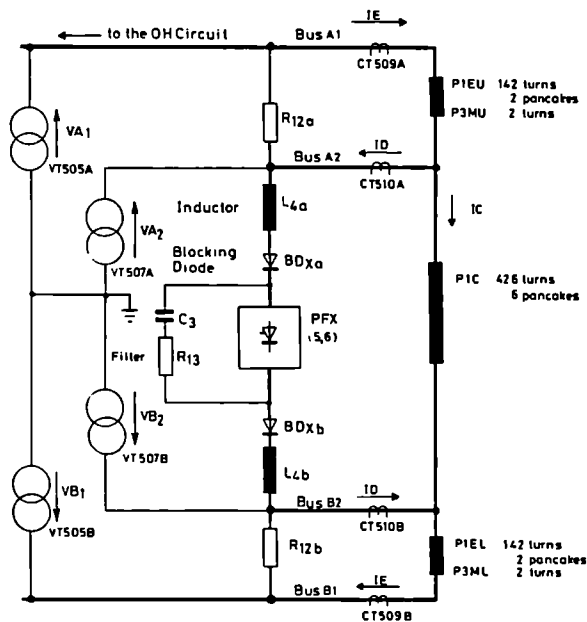 IE
to the OH Circuit
Bus A1
CT509A
P1EU 142 turns
2 pancakes
P3MU 2 turns
R12a
VA1
VT505A
ID
Bus A2
CT510A
L4a
Inductor
IC
VA2
VT507A
Blocking
Diode
BDXa
P1C 426 turns
6 pancakes
C3
PFX
(5,6)
R13
Filter
VB2
VT507B
BDXb
L4b
VB1
VT505B
ID
Bus B2
CT510B
R12b
P1EL 142 turns
2 pancakes
P3ML 2 turns
IE
Bus B1
CT509B